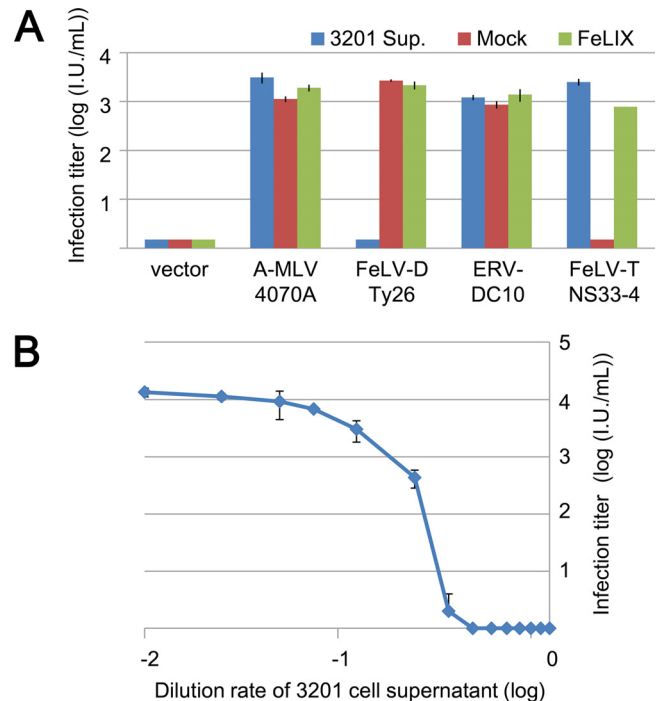 A
3201 Sup. Mock FeLIX
Infection titer (log (I.U./mL))
4
3
2
1
vector
A-MLV 4070A
FeLV-D Ty26
ERV-DC10
FeLV-T NS33-4
B
5
4
3
2
1
Infection titer (log (I.U./mL))
-2 -1 0
Dilution rate of 3201 cell supernatant (log)